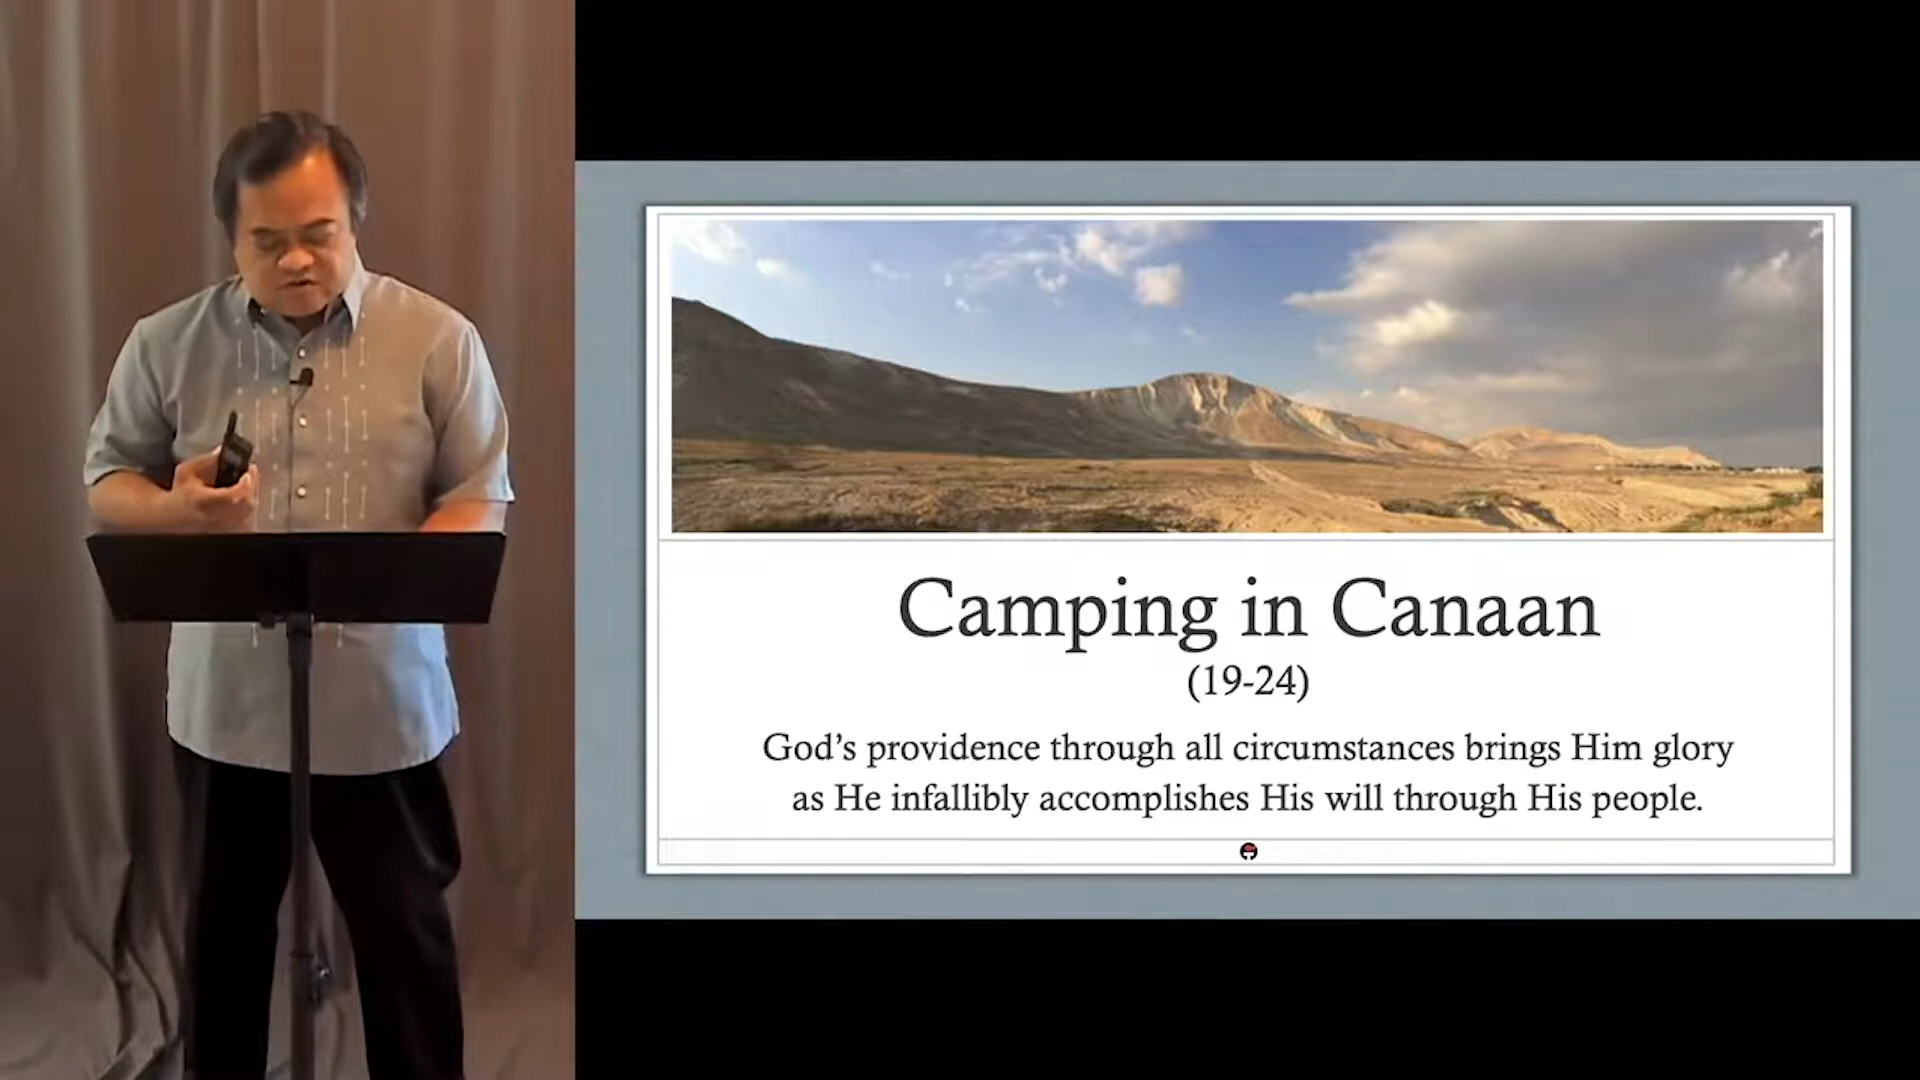 Camping in Canaan
(19-24)
God's providence through all circumstances brings Him glory
as He infallibly accomplishes His will through His people.